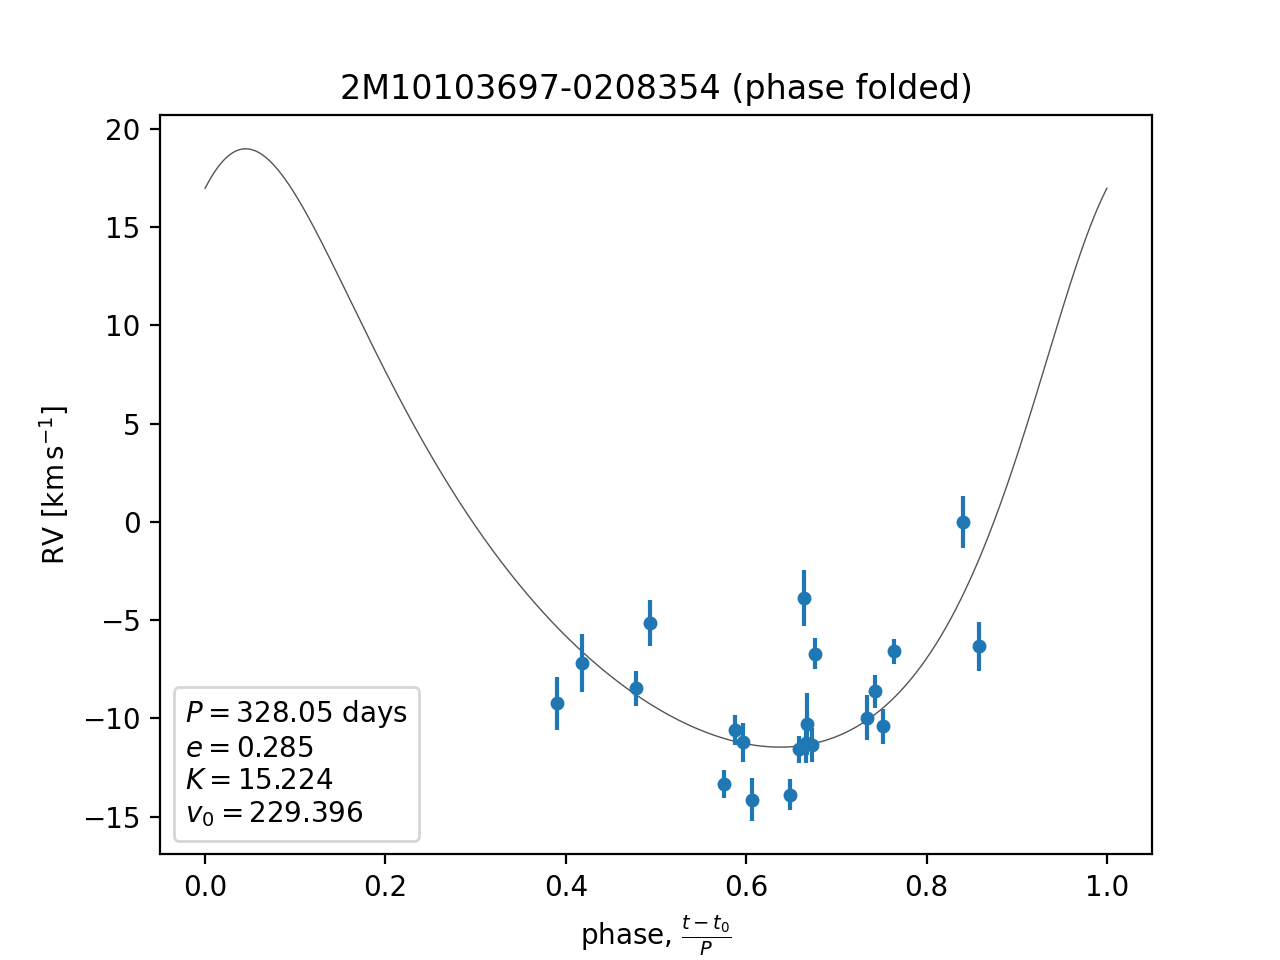 2M10103697-0208354 (phase folded)
20
15
10
5
0
−5
−10
−15
RV [km s⁻¹]
P = 328.05 days
e = 0.285
K = 15.224
v₀ = 229.396
0.0 0.2 0.4 0.6 0.8 1.0
phase, (t − t₀)/P